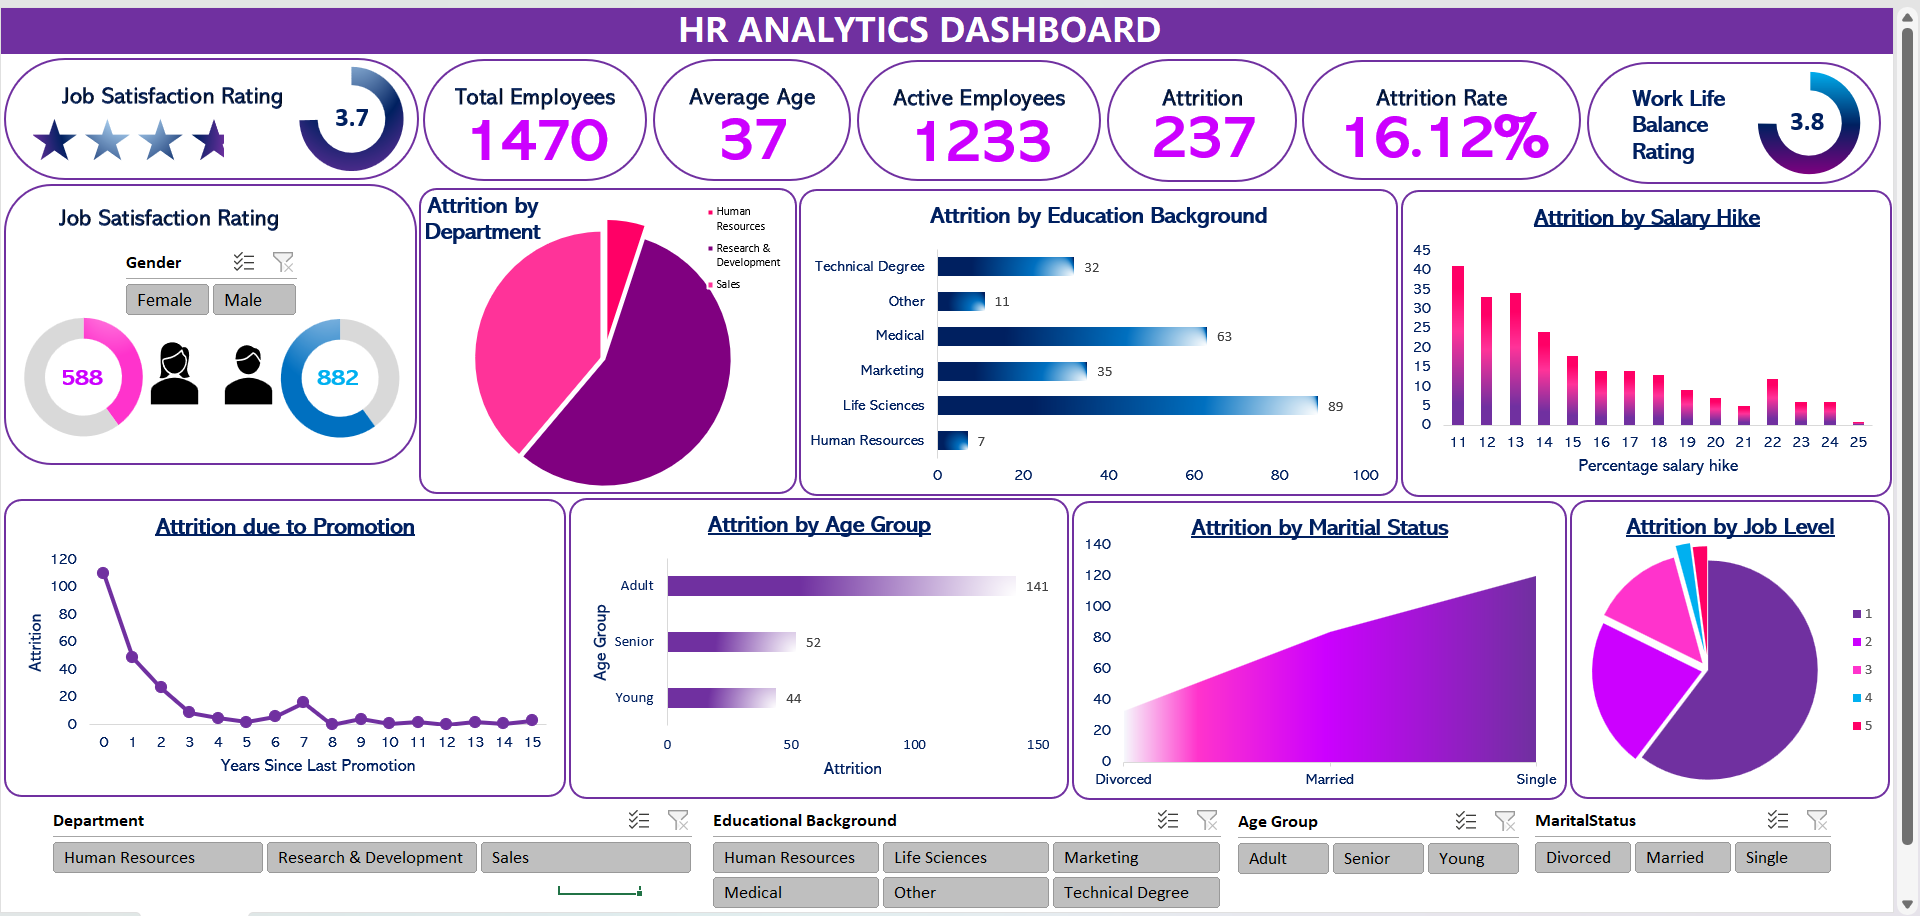 HR ANALYTICS DASHBOARD
Job Satisfaction Rating
3.7
Total Employees
1470
Average Age
37
Active Employees
1233
Attrition
237
Attrition Rate
16.12%
Work Life
Balance
Rating
3.8
Job Satisfaction Rating
Gender
Female
Male
588
882
Attrition by
Department
Human
Resources
Research &
Development
Sales
Attrition by Education Background
Technical Degree
32
Other
11
Medical
63
Marketing
35
Life Sciences
89
Human Resources
7
0 20 40 60 80 100
Attrition by Salary Hike
45
40
35
30
25
20
15
10
5
0
11 12 13 14 15 16 17 18 19 20 21 22 23 24 25
Percentage salary hike
Attrition due to Promotion
Attrition
120
100
80
60
40
20
0
0 1 2 3 4 5 6 7 8 9 10 11 12 13 14 15
Years Since Last Promotion
Attrition by Age Group
Age Group
Adult
141
Senior
52
Young
44
0 50 100 150
Attrition
Attrition by Maritial Status
140
120
100
80
60
40
20
0
Divorced Married Single
Attrition by Job Level
1
2
3
4
5
Department
Human Resources
Research & Development
Sales
Educational Background
Human Resources
Life Sciences
Marketing
Medical
Other
Technical Degree
Age Group
Adult
Senior
Young
MaritalStatus
Divorced
Married
Single